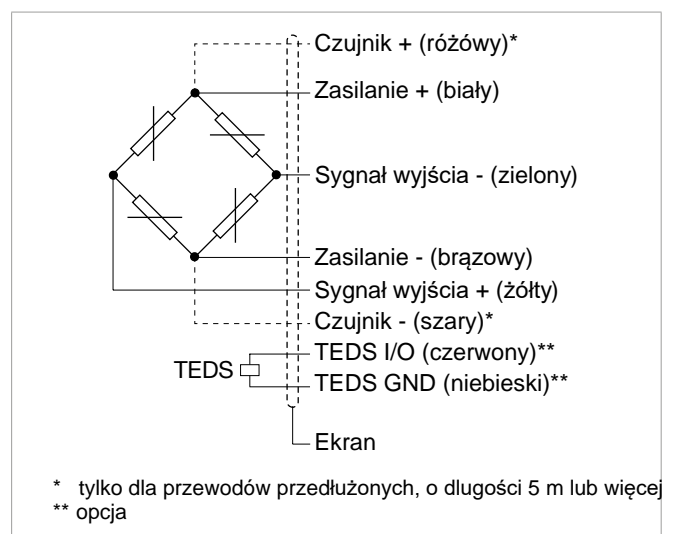 Czujnik + (różówy)*
Zasilanie + (biały)
Sygnał wyjścia - (zielony)
Zasilanie - (brązowy)
Sygnał wyjścia + (żółty)
Czujnik - (szary)*
TEDS I/O (czerwony)**
TEDS
TEDS GND (niebieski)**
Ekran
* tylko dla przewodów przedłużonych, o dlugości 5 m lub więcej
** opcja